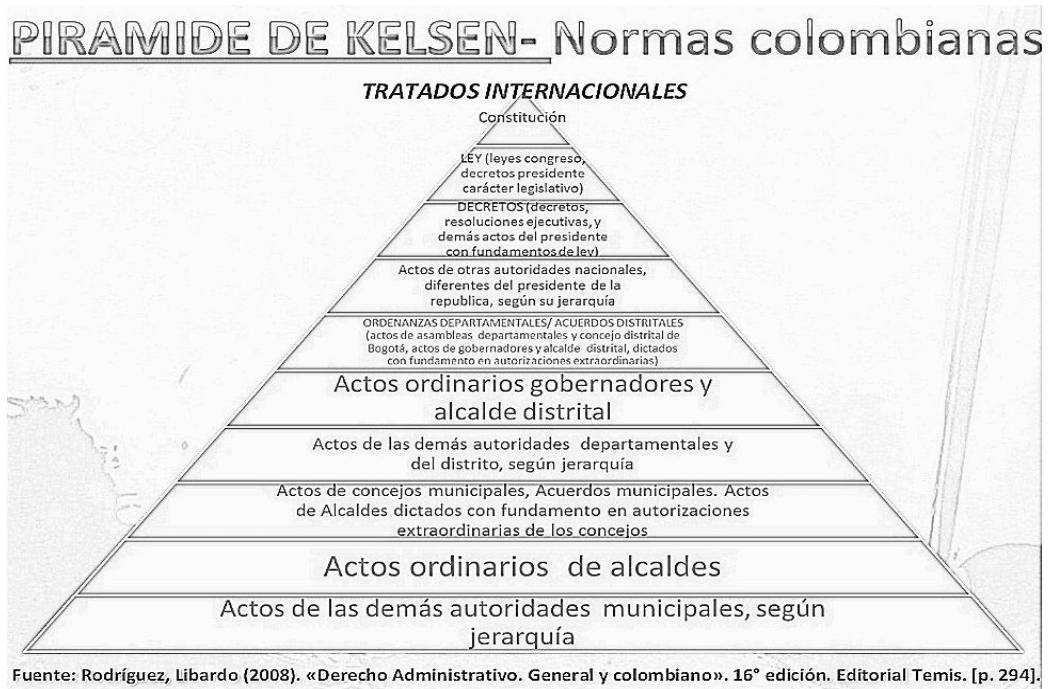 PIRAMIDE DE KELSEN- Normas colombianas
TRATADOS INTERNACIONALES
Constitución
LEY (leyes congreso,
decretos presidente
carácter legislativo)
DECRETOS (decretos,
resoluciones ejecutivas, y
demás actos del presidente
con fundamentos de ley)
Actos de otras autoridades nacionales,
diferentes del presidente de la
republica, según su jerarquía
ORDENANZAS DEPARTAMENTALES/ ACUERDOS DISTRITALES
(actos de asambleas departamentales y concejo distrital de
Bogotá, actos de gobernadores y alcalde distrital, dictados
con fundamento en autorizaciones extraordinarias)
Actos ordinarios gobernadores y
alcalde distrital
Actos de las demás autoridades departamentales y
del distrito, según jerarquía
Actos de concejos municipales, Acuerdos municipales. Actos
de Alcaldes dictados con fundamento en autorizaciones
extraordinarias de los concejos
Actos ordinarios de alcaldes
Actos de las demás autoridades municipales, según
jerarquía
Fuente: Rodríguez, Libardo (2008). «Derecho Administrativo. General y colombiano». 16° edición. Editorial Temis. [p. 294].